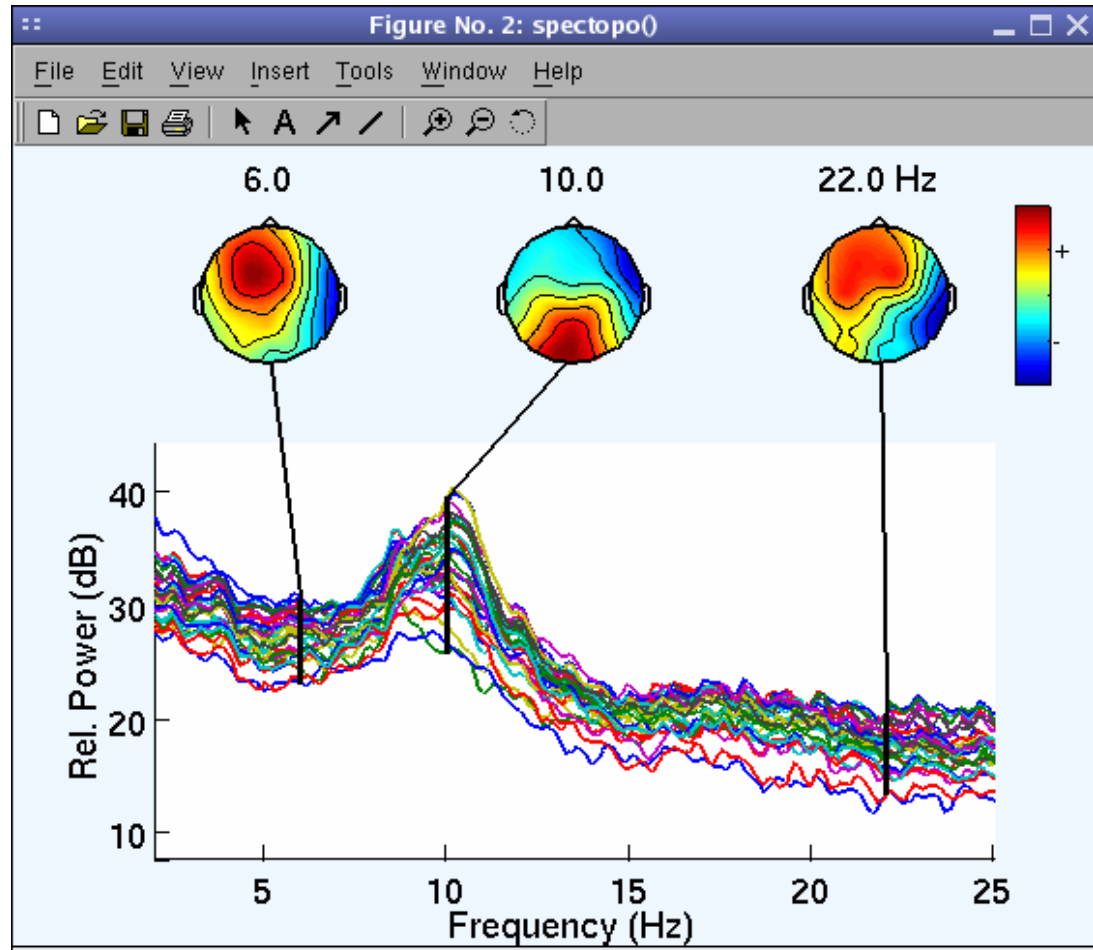 Figure No. 2: spectopo()
File Edit View Insert Tools Window Help
A
6.0 10.0 22.0 Hz
+
-
40
30
20
10
Rel. Power (dB)
5 10 15 20 25
Frequency (Hz)